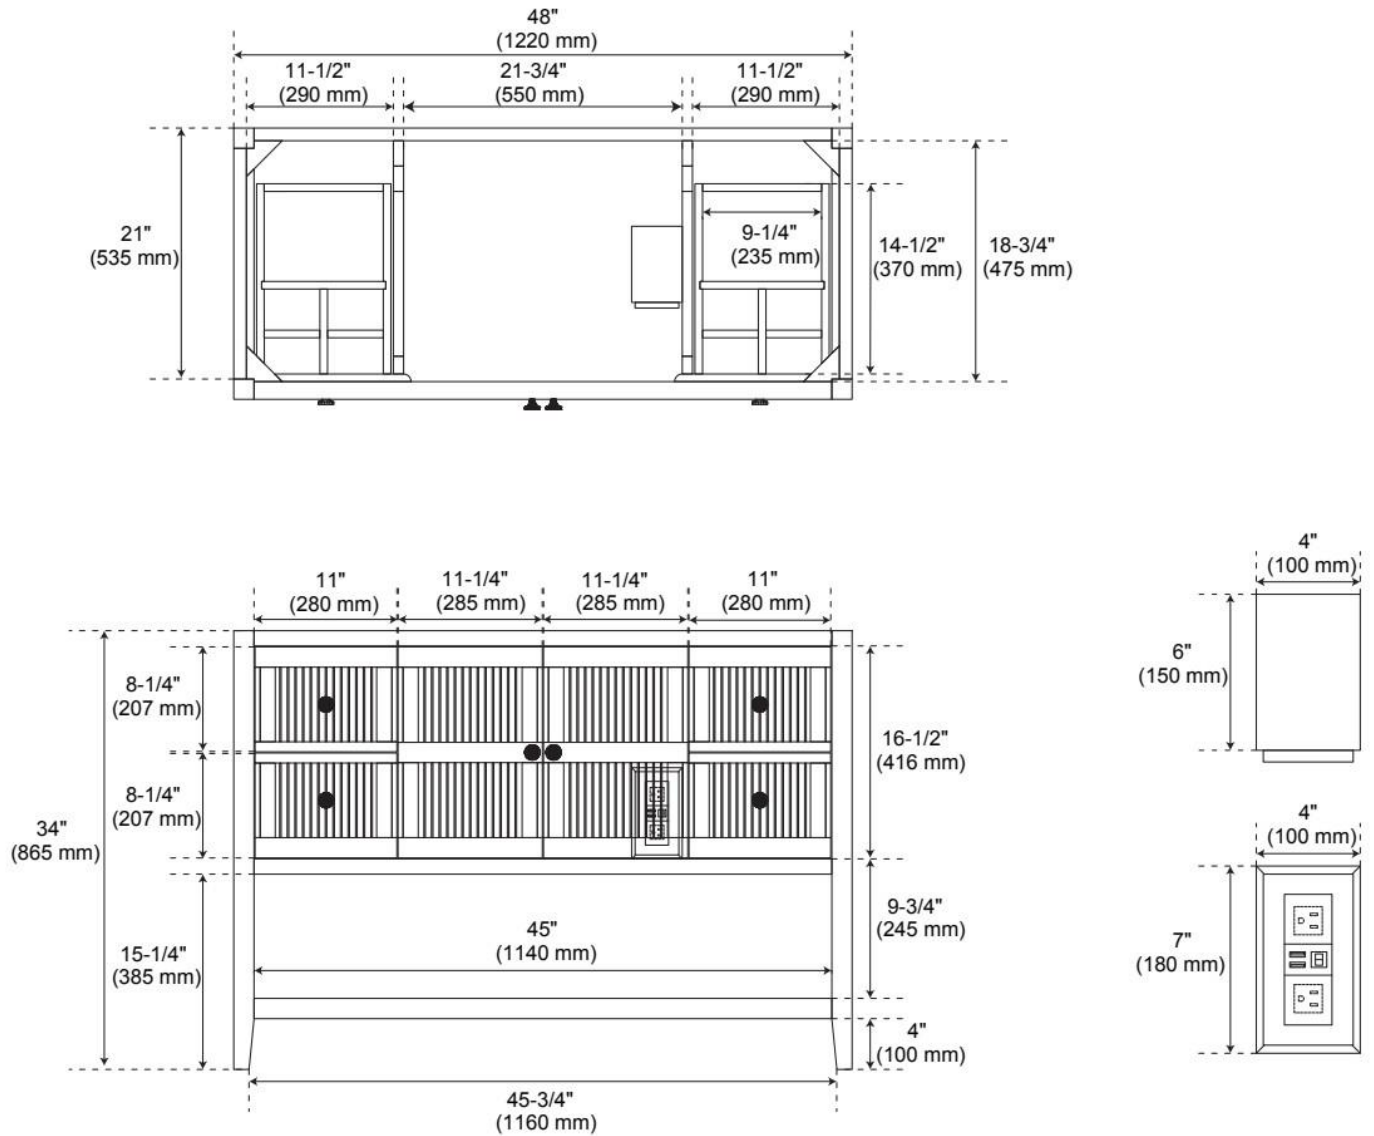 48"
(1220 mm)
11-1/2"
(290 mm)
21-3/4"
(550 mm)
11-1/2"
(290 mm)
21"
(535 mm)
9-1/4"
(235 mm)
14-1/2"
(370 mm)
18-3/4"
(475 mm)
11"
(280 mm)
11-1/4"
(285 mm)
11-1/4"
(285 mm)
11"
(280 mm)
8-1/4"
(207 mm)
8-1/4"
(207 mm)
34"
(865 mm)
15-1/4"
(385 mm)
16-1/2"
(416 mm)
9-3/4"
(245 mm)
45"
(1140 mm)
4"
(100 mm)
45-3/4"
(1160 mm)
4"
(100 mm)
6"
(150 mm)
4"
(100 mm)
7"
(180 mm)